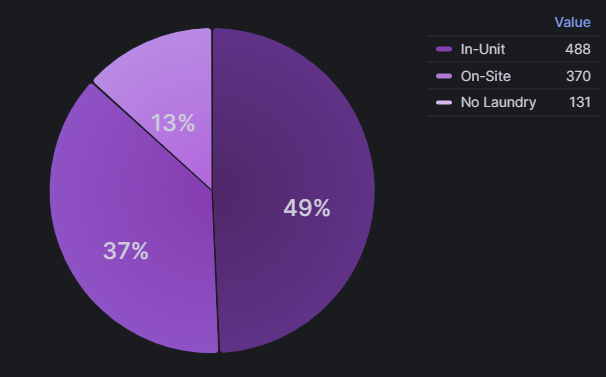 Value
In-Unit 488
On-Site 370
No Laundry 131
13%
49%
37%